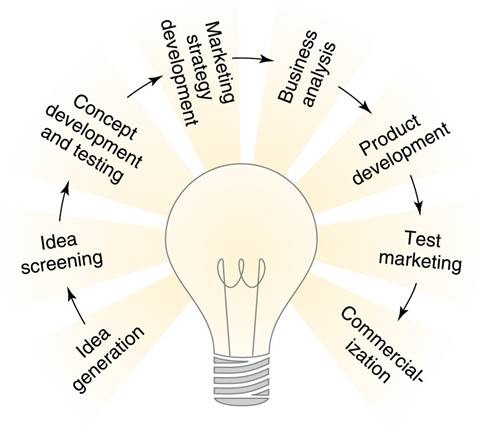 Idea
generation
Idea
screening
Concept
development
and testing
Marketing
strategy
development
Business
analysis
Product
development
Test
marketing
Commercial-
ization